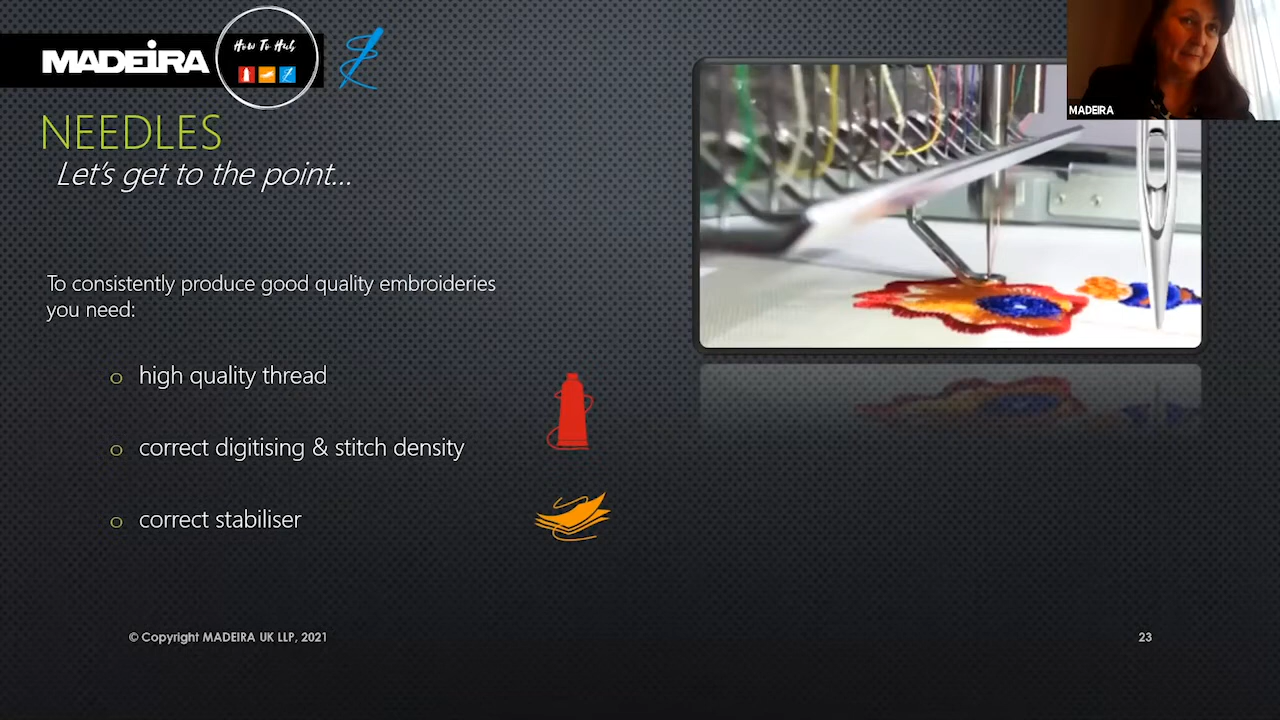 MADEIRA
How To Hub
MADEIRA
NEEDLES
Let's get to the point...
To consistently produce good quality embroideries
you need:
o high quality thread
o correct digitising & stitch density
o correct stabiliser
© Copyright MADEIRA UK LLP, 2021
23